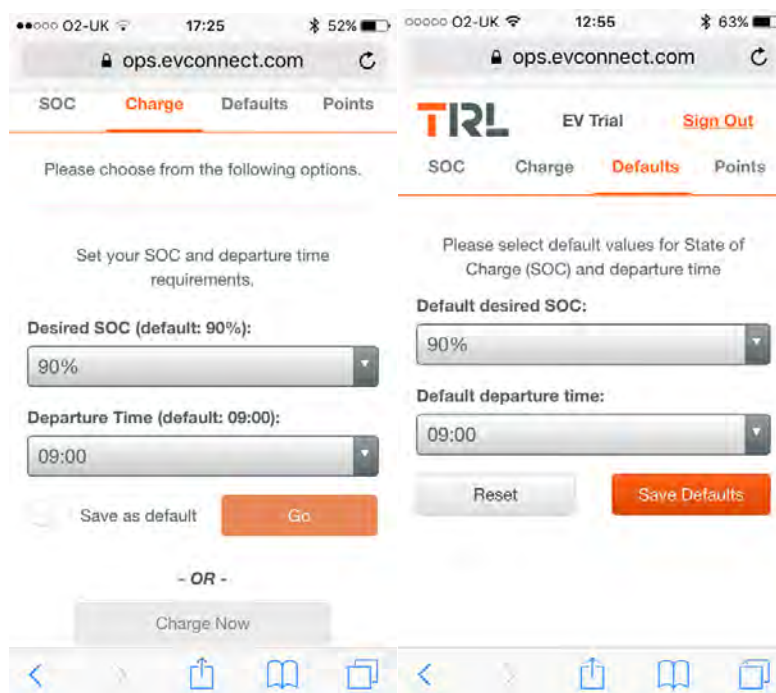 O2-UK 17:25 52%
ops.evconnect.com
SOC Charge Defaults Points
Please choose from the following options.
Set your SOC and departure time
requirements.
Desired SOC (default: 90%):
90%
Departure Time (default: 09:00):
09:00
Save as default Go
- OR -
Charge Now
O2-UK 12:55 63%
ops.evconnect.com
TRL EV Trial Sign Out
SOC Charge Defaults Points
Please select default values for State of
Charge (SOC) and departure time
Default desired SOC:
90%
Default departure time:
09:00
Reset Save Defaults